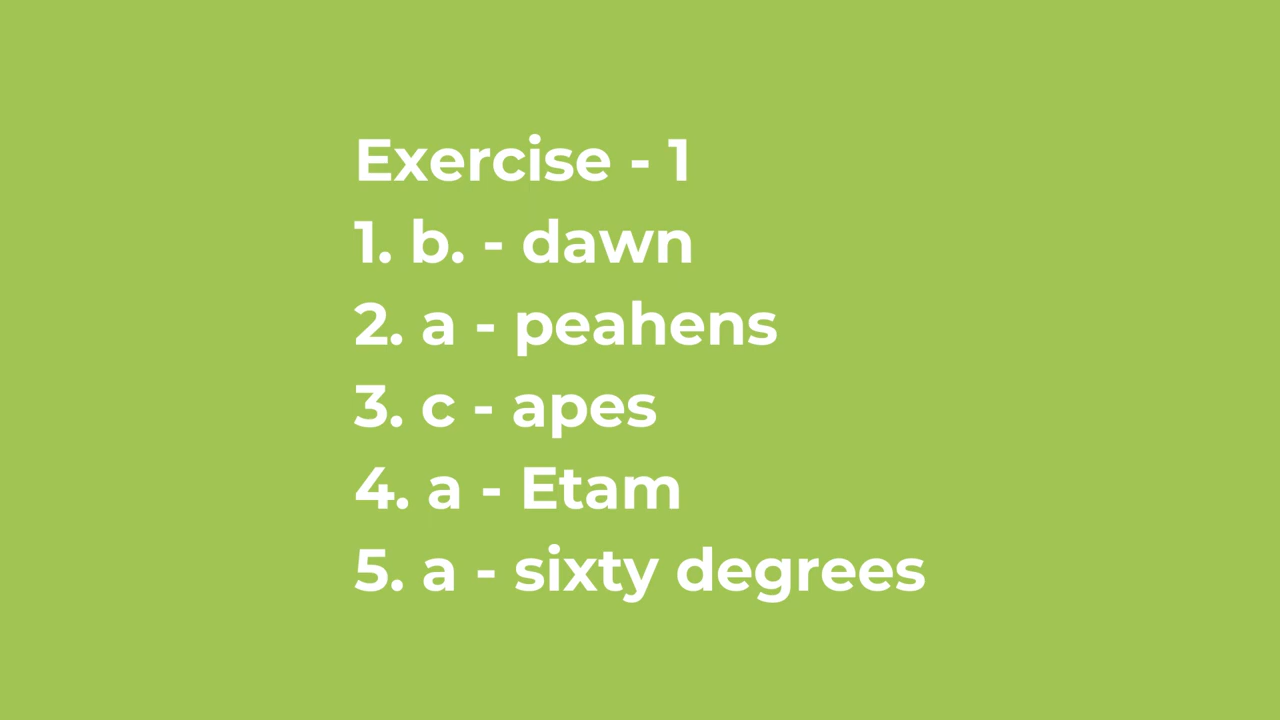 Exercise - 1
1. b. - dawn
2. a - peahens
3. c - apes
4. a - Etam
5. a - sixty degrees